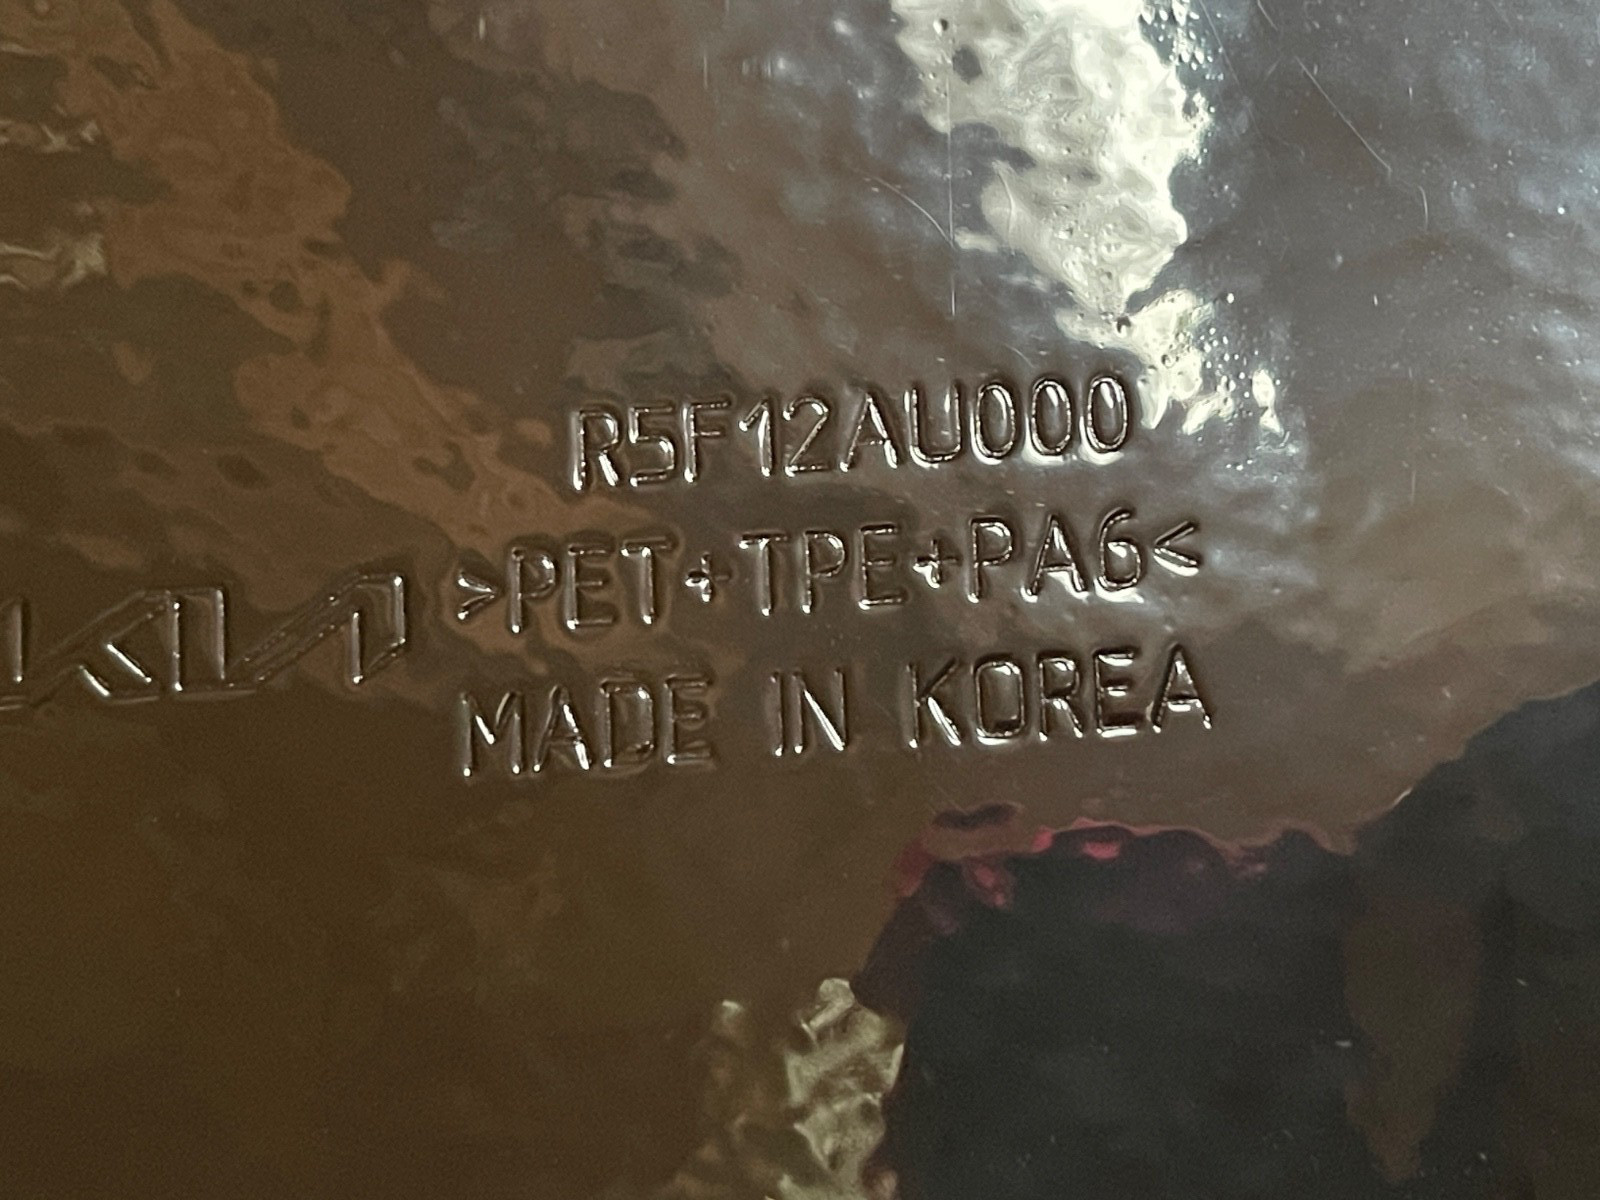 R5F12AU000
KIA >PET+TPE+PA6<
MADE IN KOREA